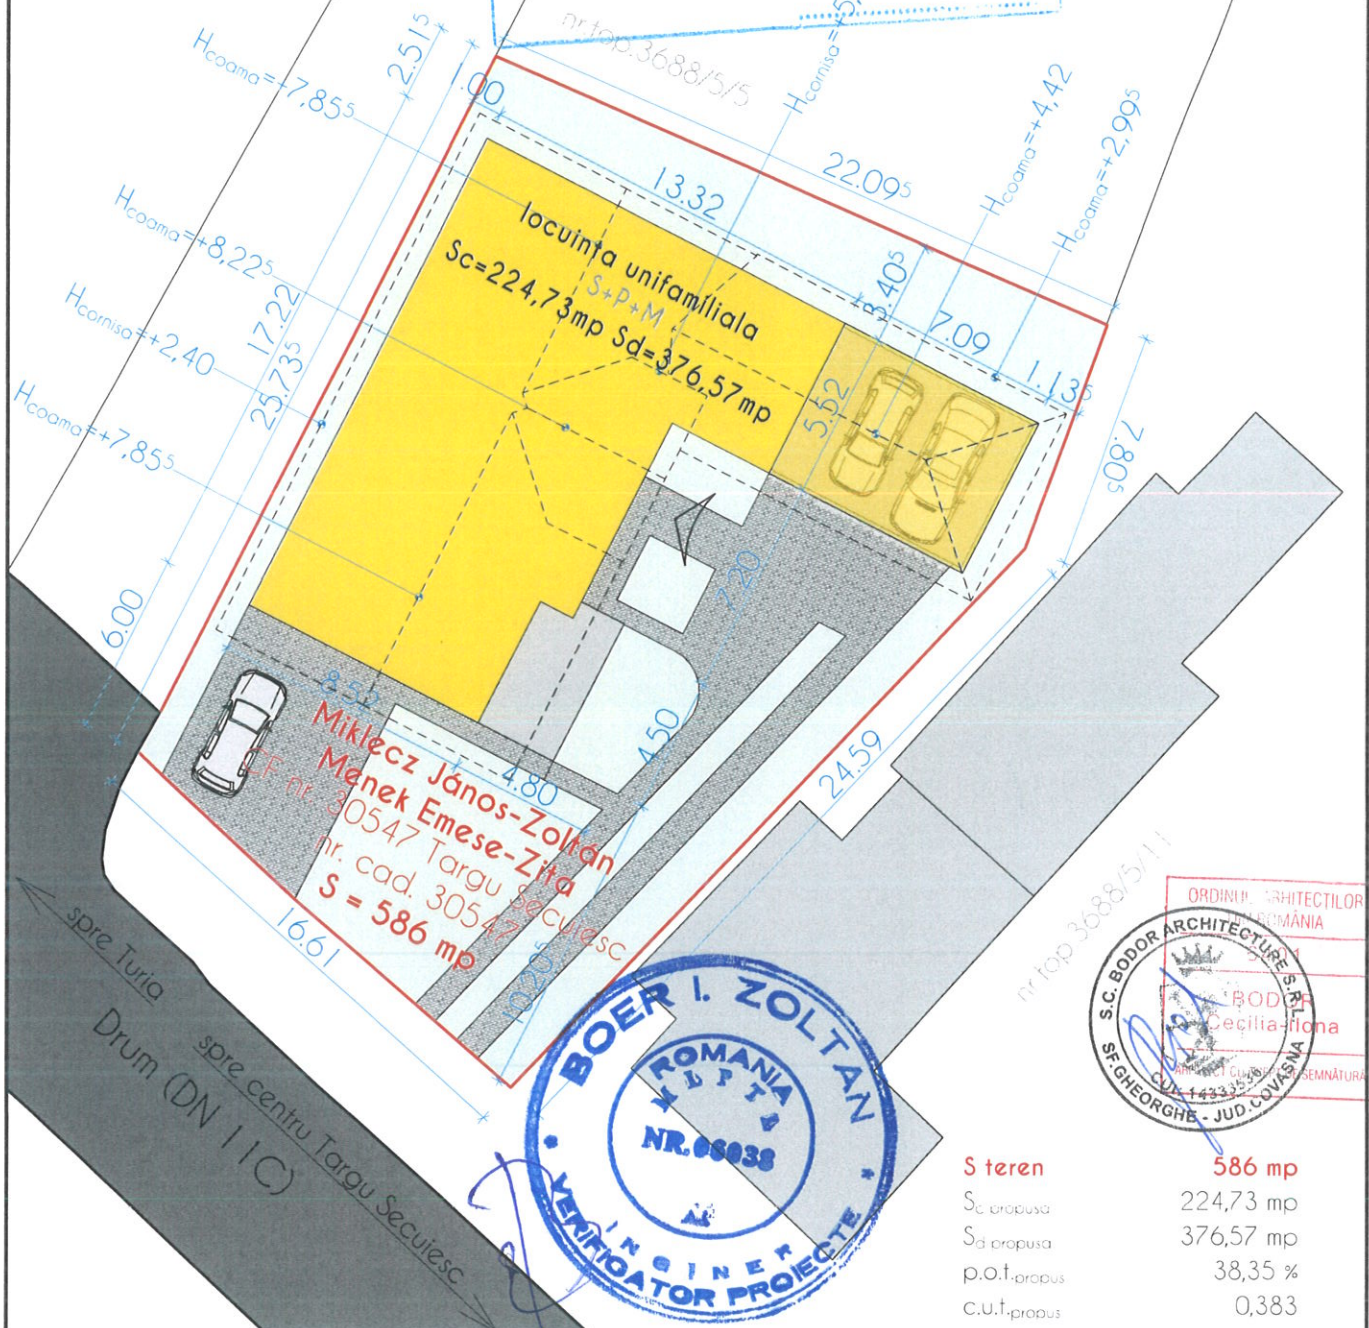 nr.top.3688/5/5
Hcoama=+7,85⁵
2.51⁵
1.00
Hcoama=+4,42
Hcoama=+2,99⁵
22.09⁵
13.32
Hcoama=+8,22⁵
Hcornisa=+2,40
Hcoama=+7,85⁵
17.22
25.73⁵
locuinţa unifamiliala
S+P+M
Sc=224,73mp Sd=376,57mp
3.40⁵
7.09
1.13⁵
5.52
7.80⁵
7.20
6.00
8.52
4.50
4.80
24.59
Miklecz János-Zoltán
Menek Emese-Zita
CF nr. 30547 Targu Secuiesc
nr. cad. 30547
S = 586 mp
16.61
10.20⁵
spre Turia
Drum (DN 11C)
spre centru Targu Secuiesc
nr top 3688/5/11
BOER I. ZOLTAN
ROMANIA
M L P T L
NR. 06038
INGINER
VERIFICATOR PROIECTE
ORDINUL ARHITECTILOR
DIN ROMÂNIA
BODOR
Cecilia-Ilona
S.C. BODOR ARCHITECTURE S.R.L.
SF.GHEORGHE - JUD.COVASNA
S teren 586 mp
Sc propusa 224,73 mp
Sd propusa 376,57 mp
p.o.t.propus 38,35 %
c.u.t.propus 0,383